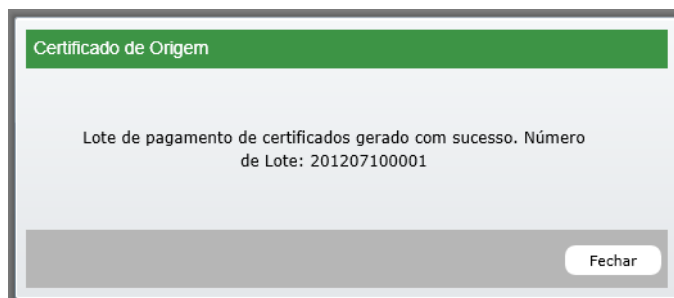 Certificado de Origem
Lote de pagamento de certificados gerado com sucesso. Número
de Lote: 201207100001
Fechar